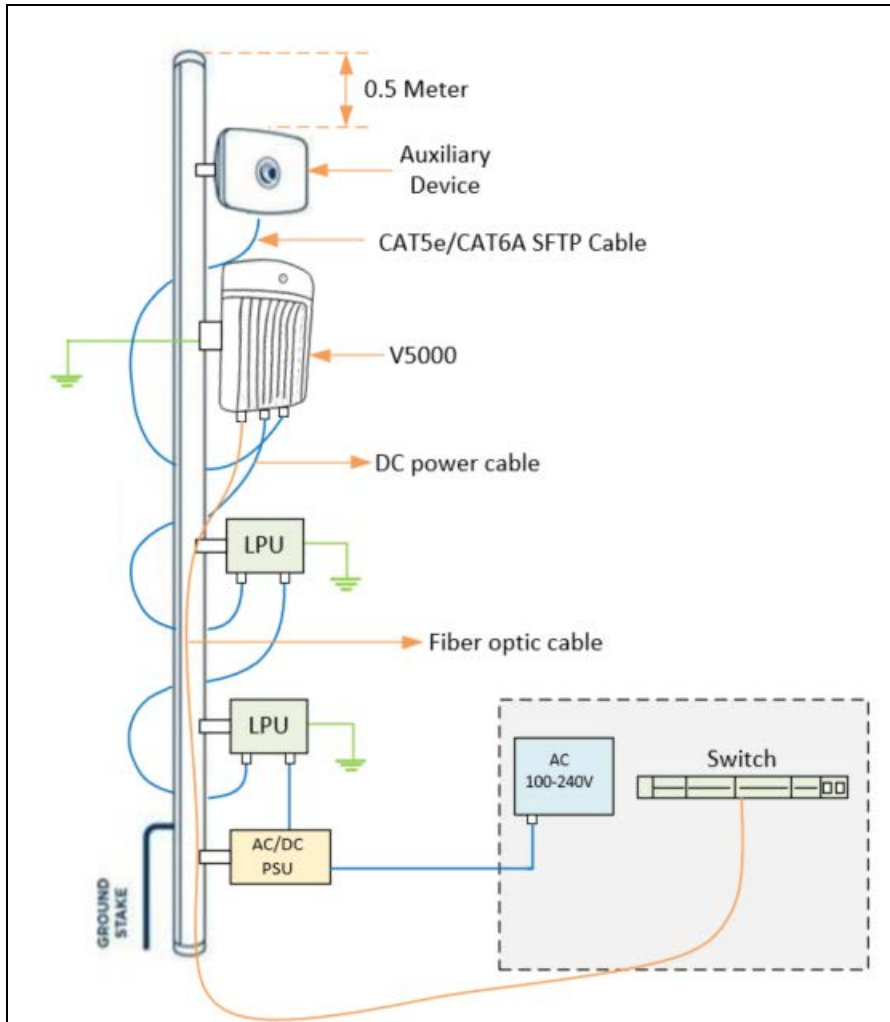 0.5 Meter
Auxiliary
Device
CAT5e/CAT6A SFTP Cable
V5000
DC power cable
LPU
Fiber optic cable
LPU
AC
100-240V
Switch
AC/DC
PSU
GROUND
STAKE